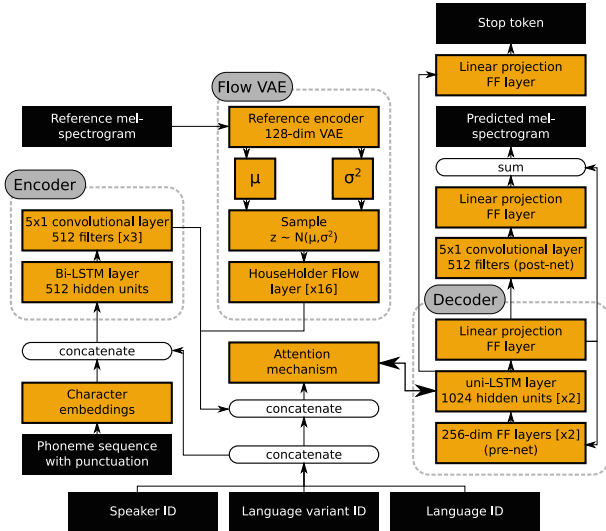 Stop token
Linear projection
FF layer
Flow VAE
Reference mel-
spectrogram
Reference encoder
128-dim VAE
Predicted mel-
spectrogram
sum
μ
σ²
Encoder
5x1 convolutional layer
512 filters [x3]
Sample
z ~ N(μ,σ²)
Linear projection
FF layer
Bi-LSTM layer
512 hidden units
HouseHolder Flow
layer [x16]
5x1 convolutional layer
512 filters (post-net)
Decoder
concatenate
Attention
mechanism
Linear projection
FF layer
Character
embeddings
concatenate
uni-LSTM layer
1024 hidden units [x2]
Phoneme sequence
with punctuation
concatenate
256-dim FF layers [x2]
(pre-net)
Speaker ID
Language variant ID
Language ID